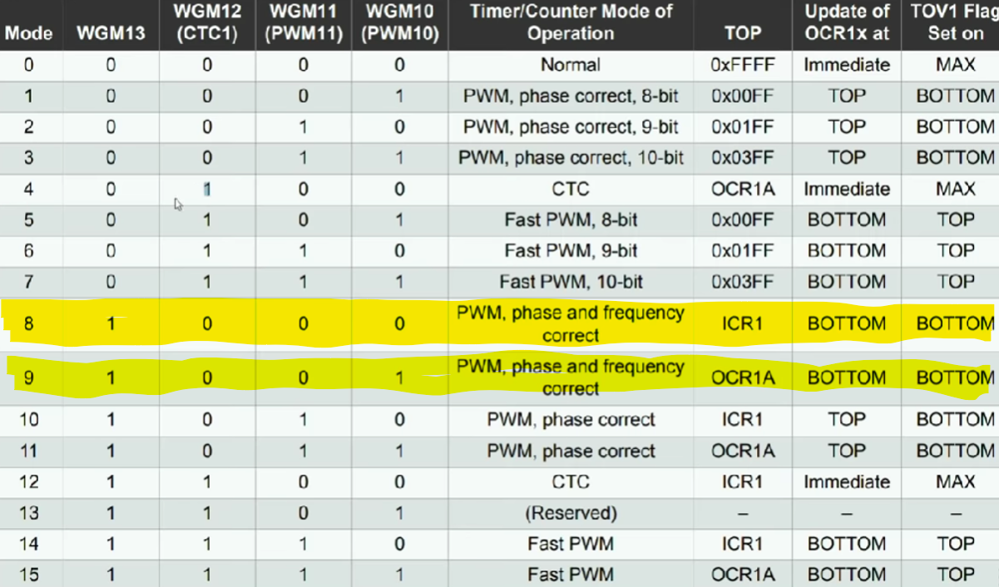 Mode WGM13 WGM12 (CTC1) WGM11 (PWM11) WGM10 (PWM10) Timer/Counter Mode of Operation TOP Update of OCR1x at TOV1 Flag Set on
0 0 0 0 0 Normal 0xFFFF Immediate MAX
1 0 0 0 1 PWM, phase correct, 8-bit 0x00FF TOP BOTTOM
2 0 0 1 0 PWM, phase correct, 9-bit 0x01FF TOP BOTTOM
3 0 0 1 1 PWM, phase correct, 10-bit 0x03FF TOP BOTTOM
4 0 1 0 0 CTC OCR1A Immediate MAX
5 0 1 0 1 Fast PWM, 8-bit 0x00FF BOTTOM TOP
6 0 1 1 0 Fast PWM, 9-bit 0x01FF BOTTOM TOP
7 0 1 1 1 Fast PWM, 10-bit 0x03FF BOTTOM TOP
8 1 0 0 0 PWM, phase and frequency correct ICR1 BOTTOM BOTTOM
9 1 0 0 1 PWM, phase and frequency correct OCR1A BOTTOM BOTTOM
10 1 0 1 0 PWM, phase correct ICR1 TOP BOTTOM
11 1 0 1 1 PWM, phase correct OCR1A TOP BOTTOM
12 1 1 0 0 CTC ICR1 Immediate MAX
13 1 1 0 1 (Reserved) – – –
14 1 1 1 0 Fast PWM ICR1 BOTTOM TOP
15 1 1 1 1 Fast PWM OCR1A BOTTOM TOP